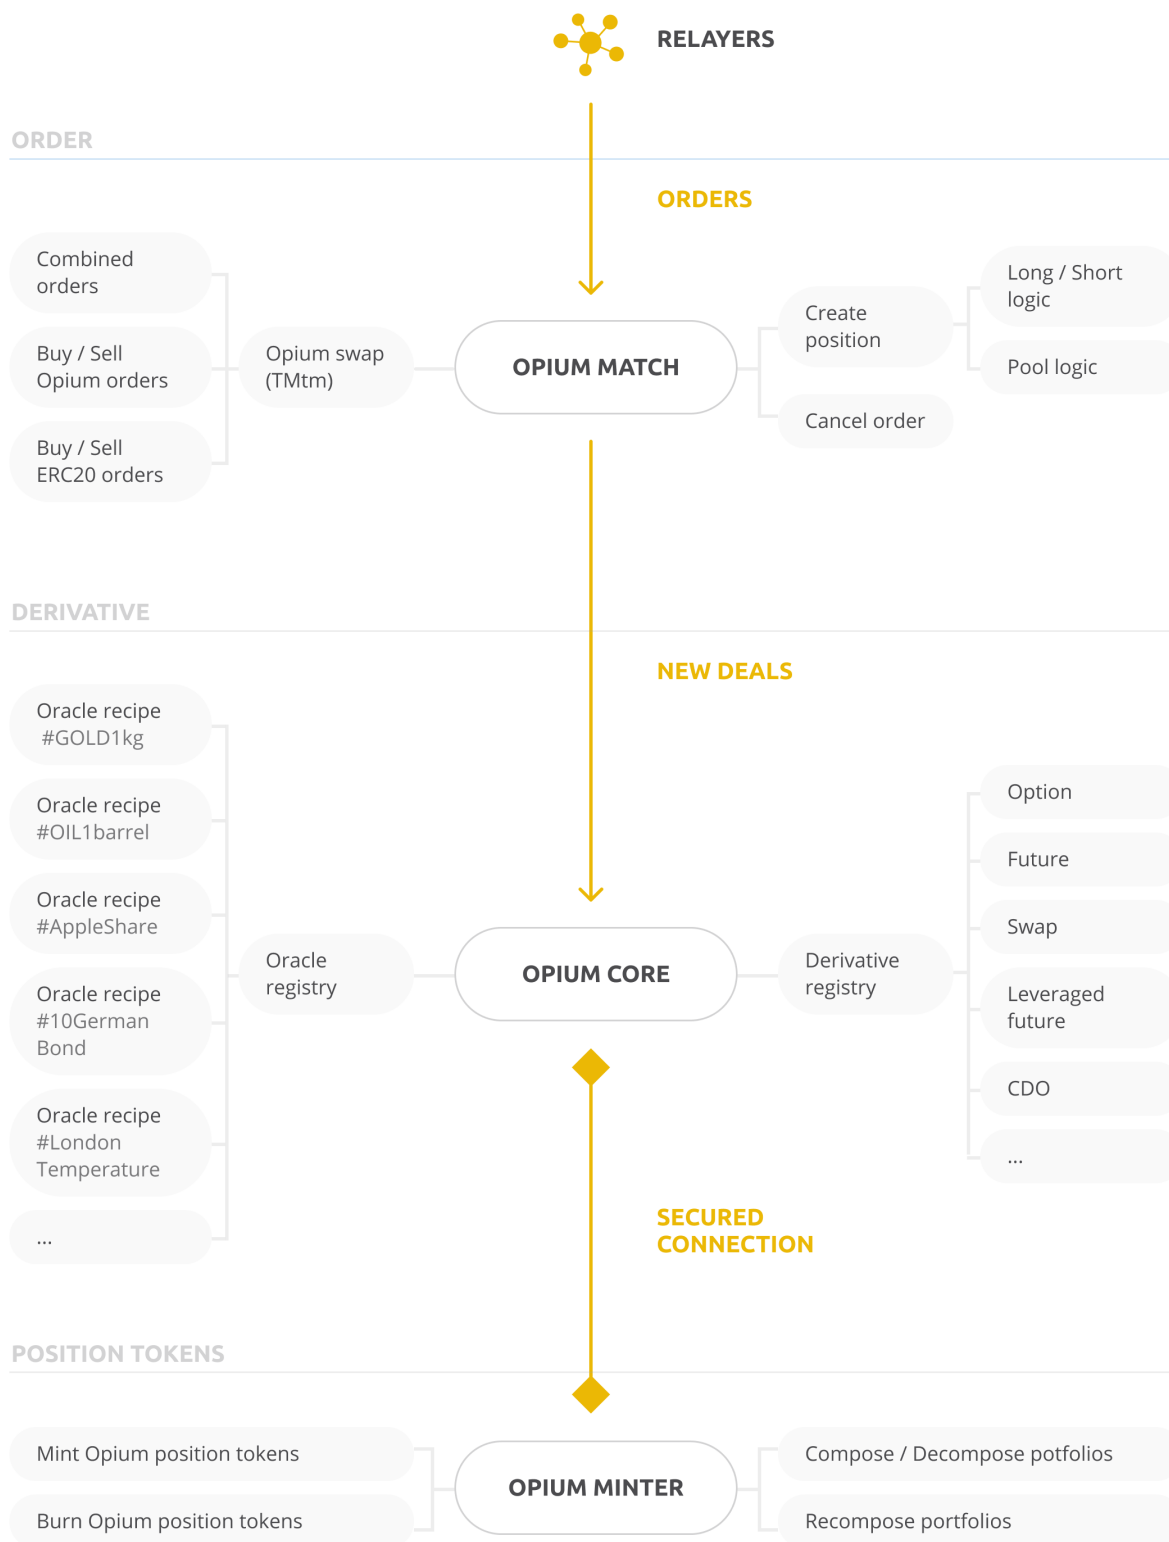 RELAYERS
ORDER
ORDERS
Combined
orders
Buy / Sell
Opium orders
Buy / Sell
ERC20 orders
Opium swap
(TMtm)
OPIUM MATCH
Create
position
Cancel order
Long / Short
logic
Pool logic
DERIVATIVE
NEW DEALS
Oracle recipe
#GOLD1kg
Oracle recipe
#OIL1barrel
Oracle recipe
#AppleShare
Oracle recipe
#10German
Bond
Oracle recipe
#London
Temperature
...
Oracle
registry
OPIUM CORE
Derivative
registry
Option
Future
Swap
Leveraged
future
CDO
...
SECURED
CONNECTION
POSITION TOKENS
Mint Opium position tokens
Burn Opium position tokens
OPIUM MINTER
Compose / Decompose potfolios
Recompose portfolios